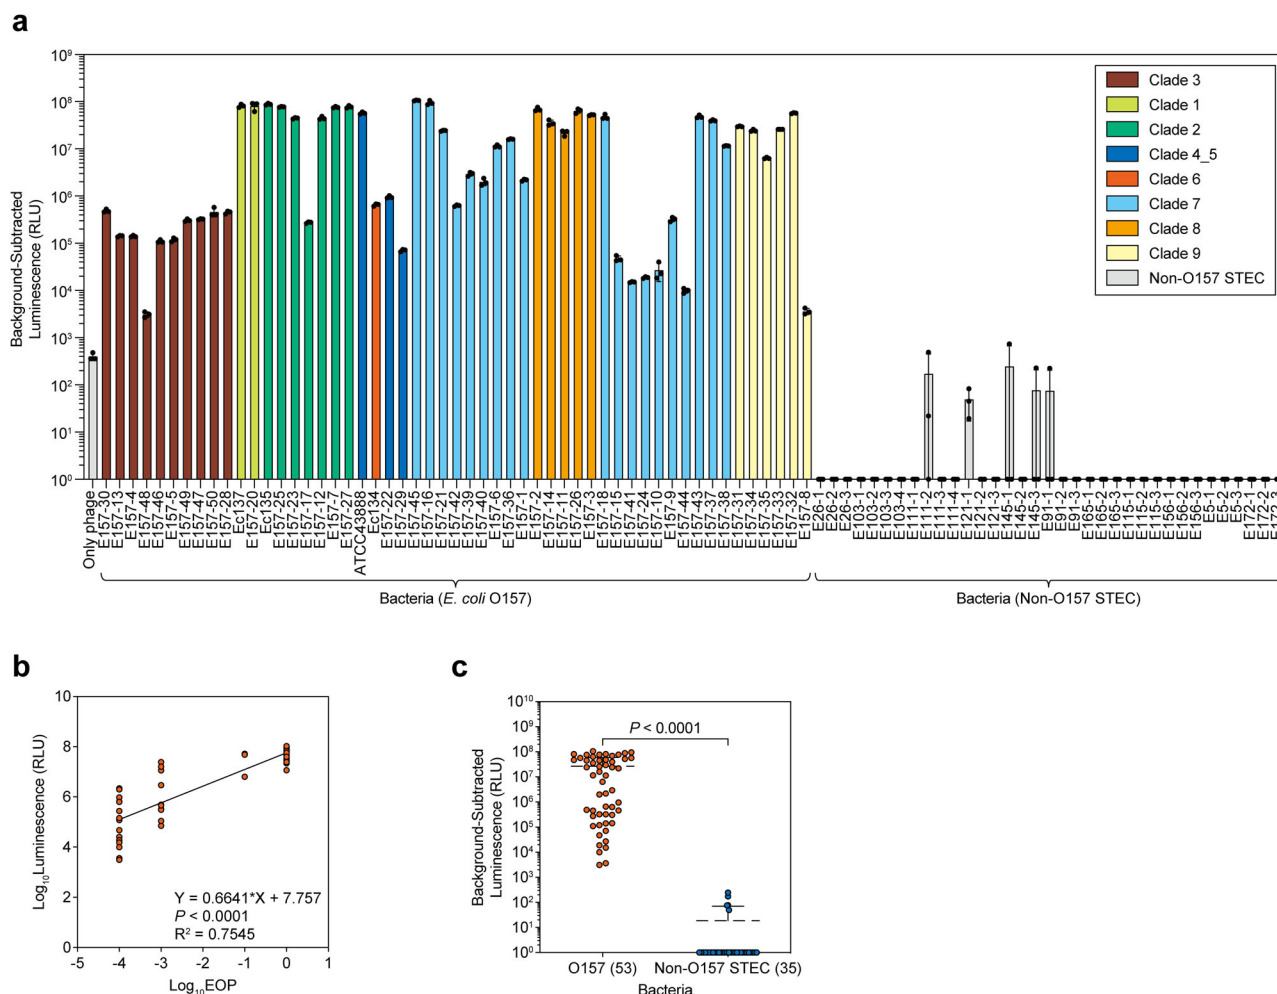 a
Background-Subtracted
Luminescence (RLU)
10⁹
10⁸
10⁷
10⁶
10⁵
10⁴
10³
10²
10¹
10⁰
Clade 3
Clade 1
Clade 2
Clade 4_5
Clade 6
Clade 7
Clade 8
Clade 9
Non-O157 STEC
Only phage
E157-30
E157-13
E157-4
E157-48
E157-46
E157-5
E157-49
E157-47
E157-50
E157-28
Ec137
E157-20
Ec135
E157-25
E157-23
E157-17
E157-12
E157-7
E157-27
ATCC43888
Ec134
E157-22
E157-29
E157-45
E157-16
E157-21
E157-42
E157-39
E157-40
E157-6
E157-36
E157-1
E157-2
E157-14
E157-11
E157-26
E157-3
E157-18
E157-15
E157-41
E157-24
E157-10
E157-9
E157-44
E157-43
E157-37
E157-38
E157-31
E157-34
E157-35
E157-33
E157-32
E157-8
E26-1
E26-2
E26-3
E103-1
E103-2
E103-3
E103-4
E111-1
E111-2
E111-3
E111-4
E121-1
E121-2
E121-3
E145-1
E145-2
E145-3
E91-1
E91-2
E91-3
E165-1
E165-2
E165-3
E115-1
E115-2
E115-3
E156-1
E156-2
E156-3
E5-1
E5-2
E5-3
E172-1
E172-2
E172-3
Bacteria (E. coli O157)
Bacteria (Non-O157 STEC)
b
Log₁₀Luminescence (RLU)
10
8
6
4
2
0
Y = 0.6641*X + 7.757
P < 0.0001
R² = 0.7545
-5
-4
-3
-2
-1
0
1
Log₁₀EOP
c
Background-Subtracted
Luminescence (RLU)
10¹⁰
10⁹
10⁸
10⁷
10⁶
10⁵
10⁴
10³
10²
10¹
10⁰
P < 0.0001
O157 (53)
Non-O157 STEC (35)
Bacteria